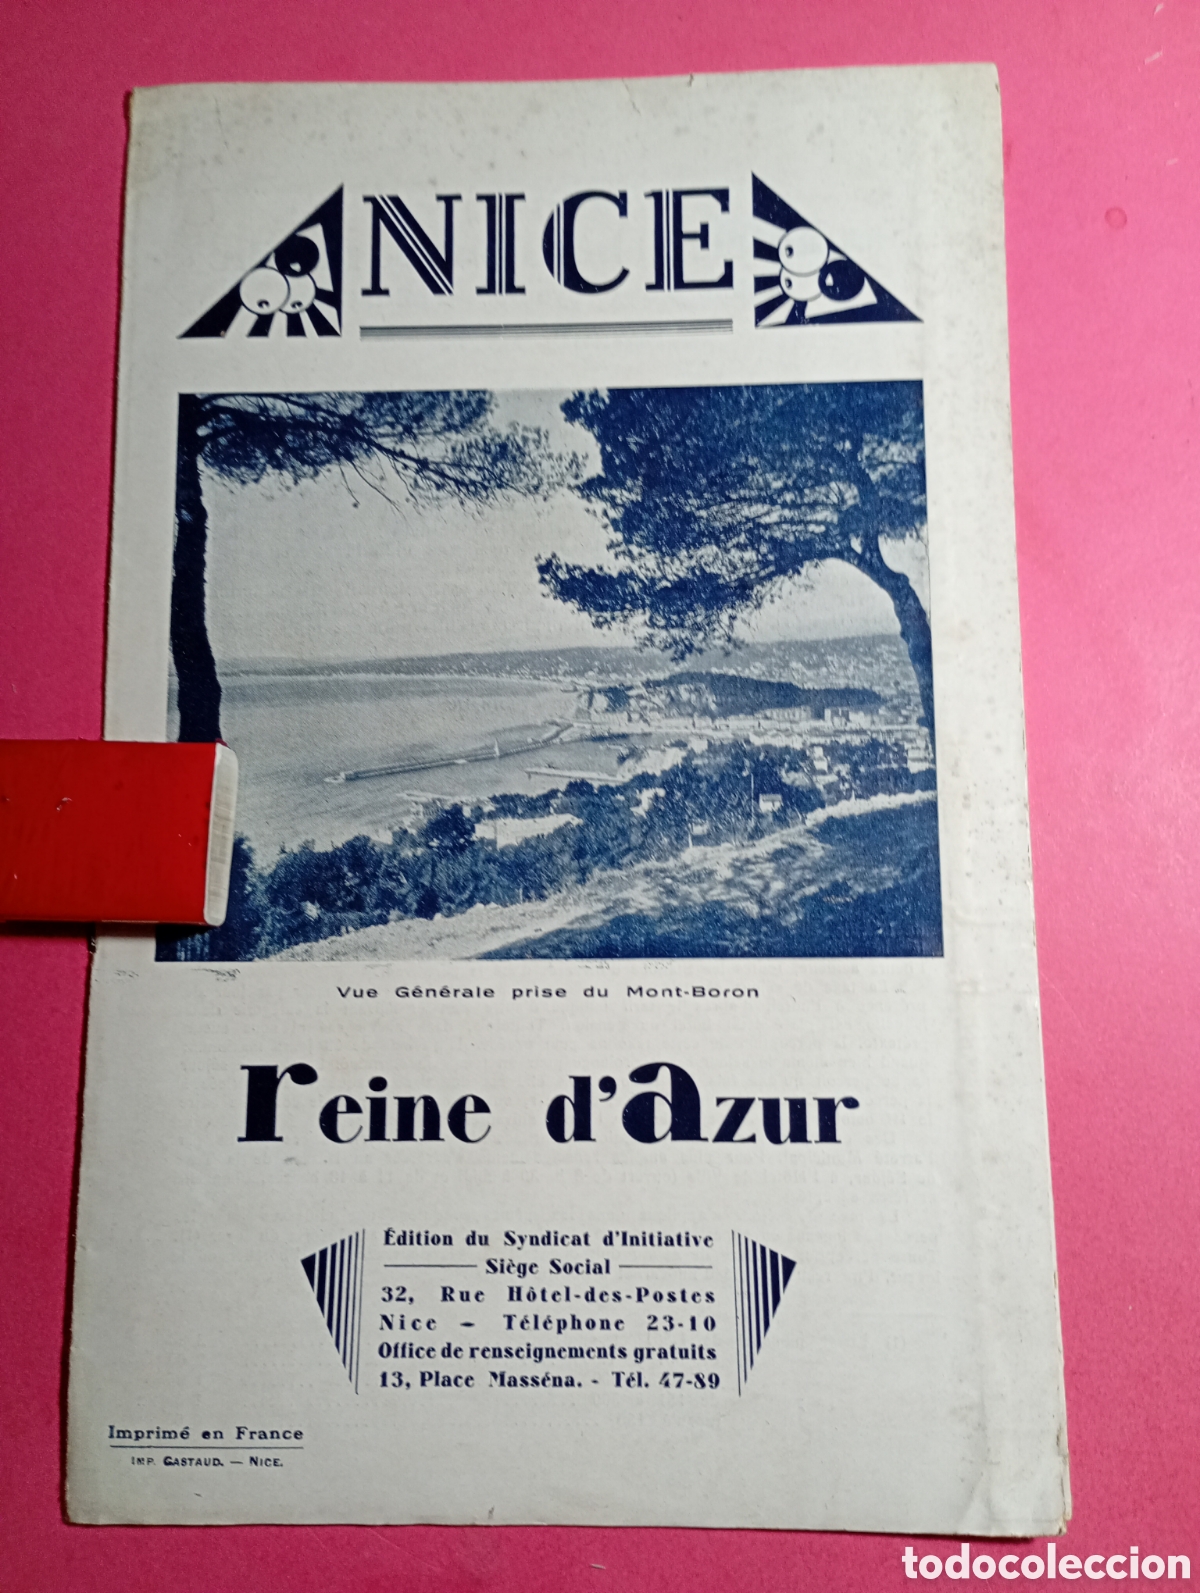 NICE
Vue Générale prise du Mont-Boron
reine d'azur
Édition du Syndicat d'Initiative
Siège Social
32, Rue Hôtel-des-Postes
Nice - Téléphone 23-10
Office de renseignements gratuits
13, Place Masséna. - Tél. 47-89
Imprimé en France
IMP. GASTAUD. — NICE.
todocoleccion